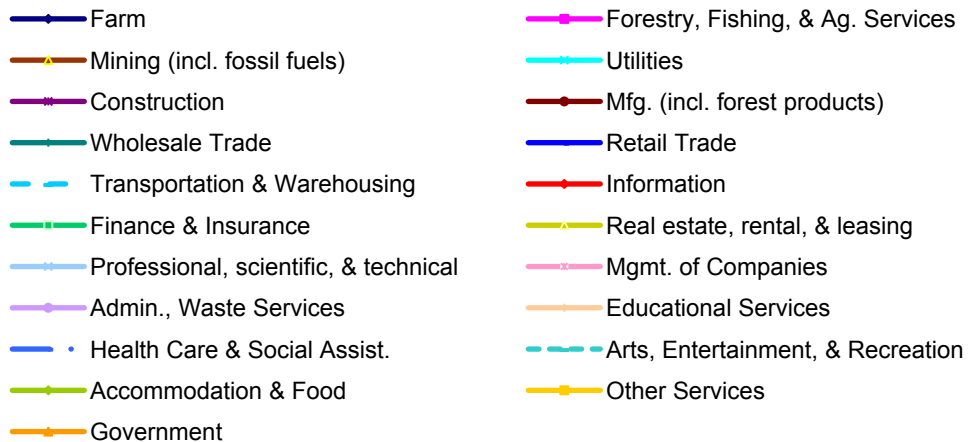 Farm
Forestry, Fishing, & Ag. Services
Mining (incl. fossil fuels)
Utilities
Construction
Mfg. (incl. forest products)
Wholesale Trade
Retail Trade
Transportation & Warehousing
Information
Finance & Insurance
Real estate, rental, & leasing
Professional, scientific, & technical
Mgmt. of Companies
Admin., Waste Services
Educational Services
Health Care & Social Assist.
Arts, Entertainment, & Recreation
Accommodation & Food
Other Services
Government